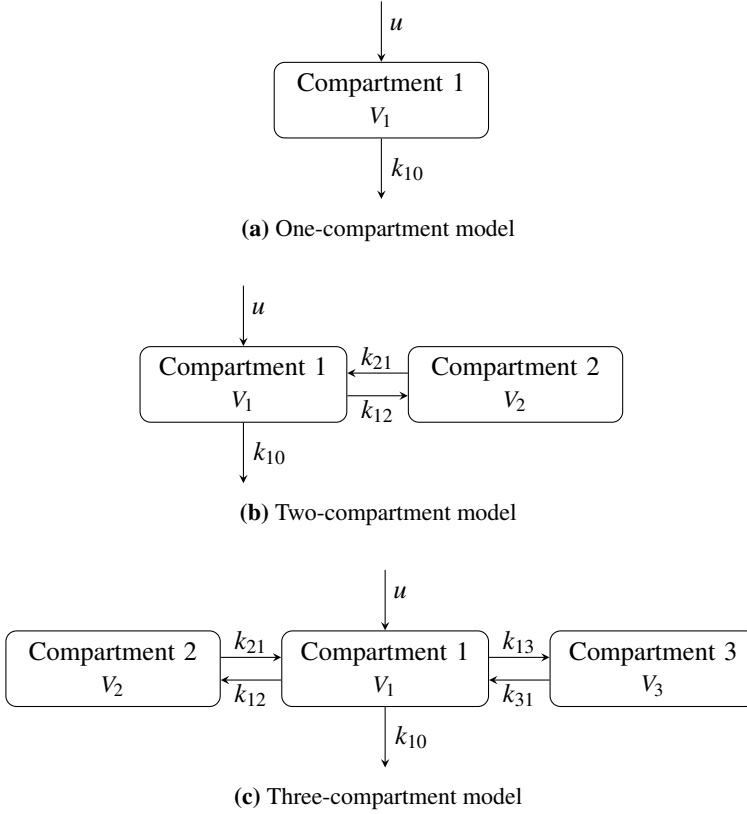 u
Compartment 1
V₁
k₁₀
(a) One-compartment model
u
Compartment 1
V₁
k₂₁
k₁₂
Compartment 2
V₂
k₁₀
(b) Two-compartment model
u
Compartment 2
V₂
k₂₁
k₁₂
Compartment 1
V₁
k₁₃
k₃₁
Compartment 3
V₃
k₁₀
(c) Three-compartment model